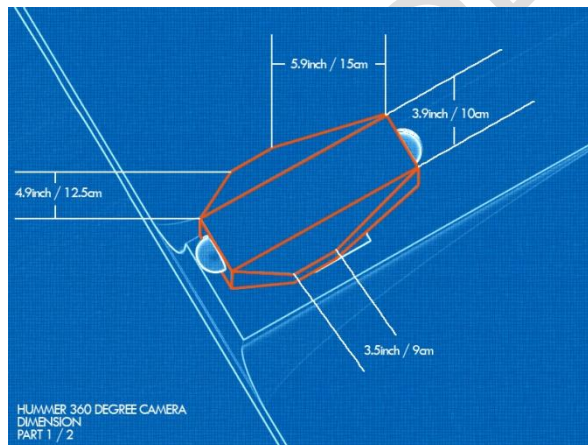 5.9inch / 15cm
3.9inch / 10cm
4.9inch / 12.5cm
3.5inch / 9cm
HUMMER 360 DEGREE CAMERA
DIMENSION
PART 1 / 2